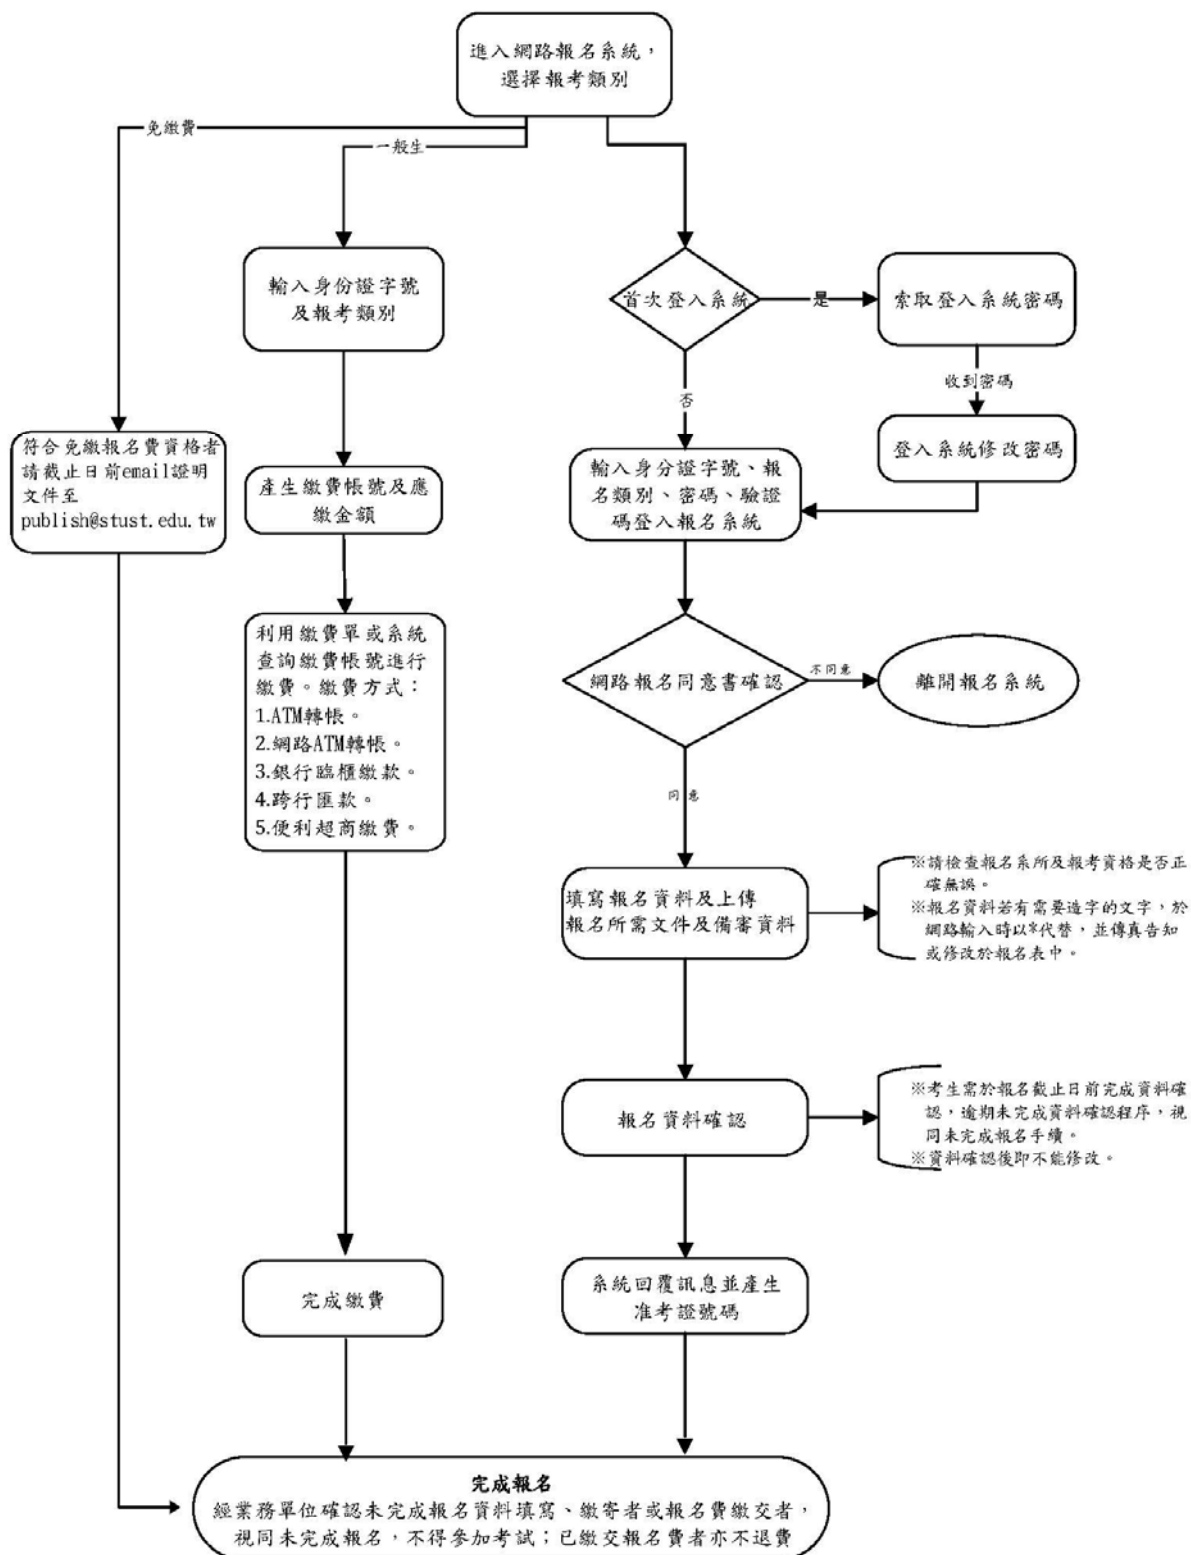 進入網路報名系統，
選擇報考類別
免繳費
一般生
輸入身份證字號
及報考類別
首次登入系統
是
索取登入系統密碼
收到密碼
否
登入系統修改密碼
符合免繳報名費資格者
請截止日前email證明
文件至
publish@stust.edu.tw
產生繳費帳號及應
繳金額
輸入身分證字號、報
名類別、密碼、驗證
碼登入報名系統
利用繳費單或系統
查詢繳費帳號進行
繳費。繳費方式：
1.ATM轉帳。
2.網路ATM轉帳。
3.銀行臨櫃繳款。
4.跨行匯款。
5.便利超商繳費。
網路報名同意書確認
不同意
離開報名系統
同意
填寫報名資料及上傳
報名所需文件及備審資料
※請檢查報名系所及報考資格是否正
確無誤。
※報名資料若有需要造字的文字，於
網路輸入時以*代替，並傳真告知
或修改於報名表中。
報名資料確認
※考生需於報名截止日前完成資料確
認，逾期未完成資料確認程序，視
同未完成報名手續。
※資料確認後即不能修改。
完成繳費
系統回覆訊息並產生
准考證號碼
完成報名
經業務單位確認未完成報名資料填寫、繳寄者或報名費繳交者，
視同未完成報名，不得參加考試；已繳交報名費者亦不退費